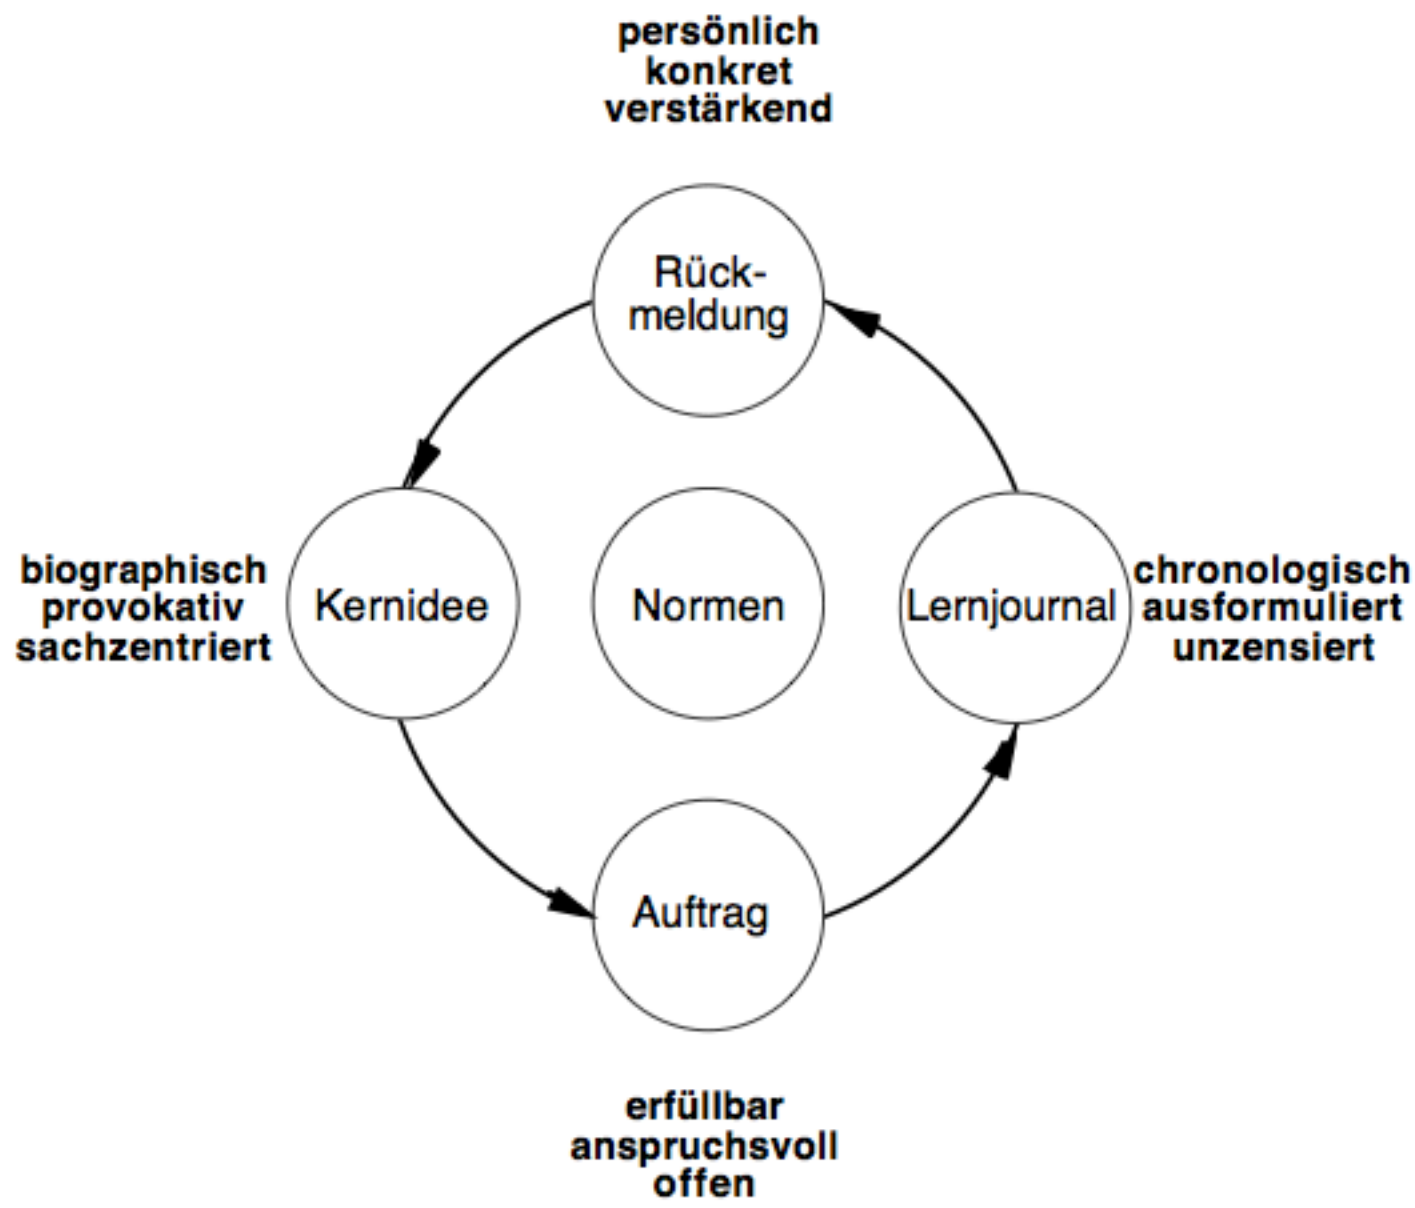 persönlich
konkret
verstärkend
Rück-
meldung
biographisch
provokativ
sachzentriert
Kernidee
Normen
Lernjournal
chronologisch
ausformuliert
unzensiert
Auftrag
erfüllbar
anspruchsvoll
offen